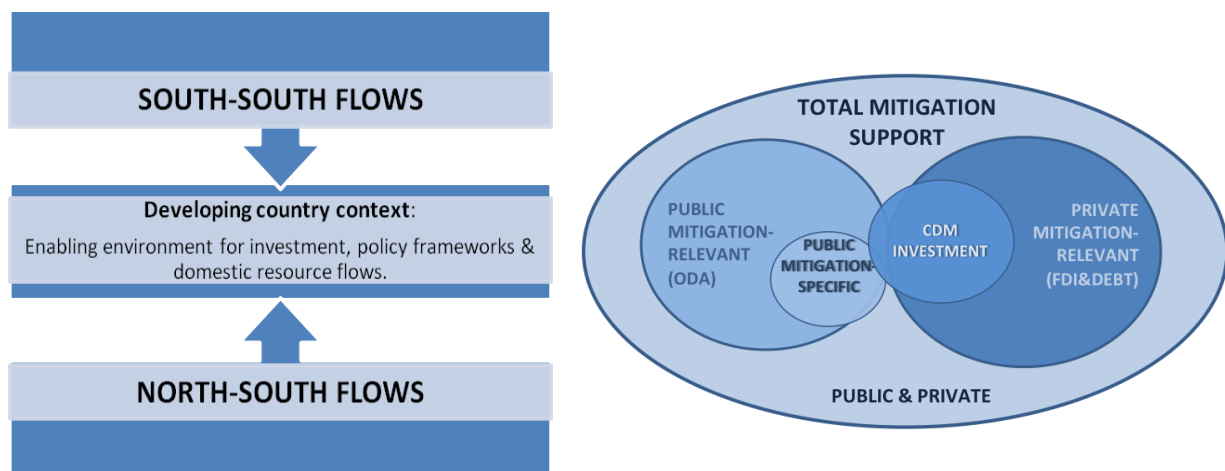 SOUTH-SOUTH FLOWS
Developing country context:
Enabling environment for investment, policy frameworks &
domestic resource flows.
NORTH-SOUTH FLOWS
TOTAL MITIGATION
SUPPORT
PUBLIC
MITIGATION-
RELEVANT
(ODA)
PUBLIC
MITIGATION-
SPECIFIC
CDM
INVESTMENT
PRIVATE
MITIGATION-
RELEVANT
(FDI&DEBT)
PUBLIC & PRIVATE